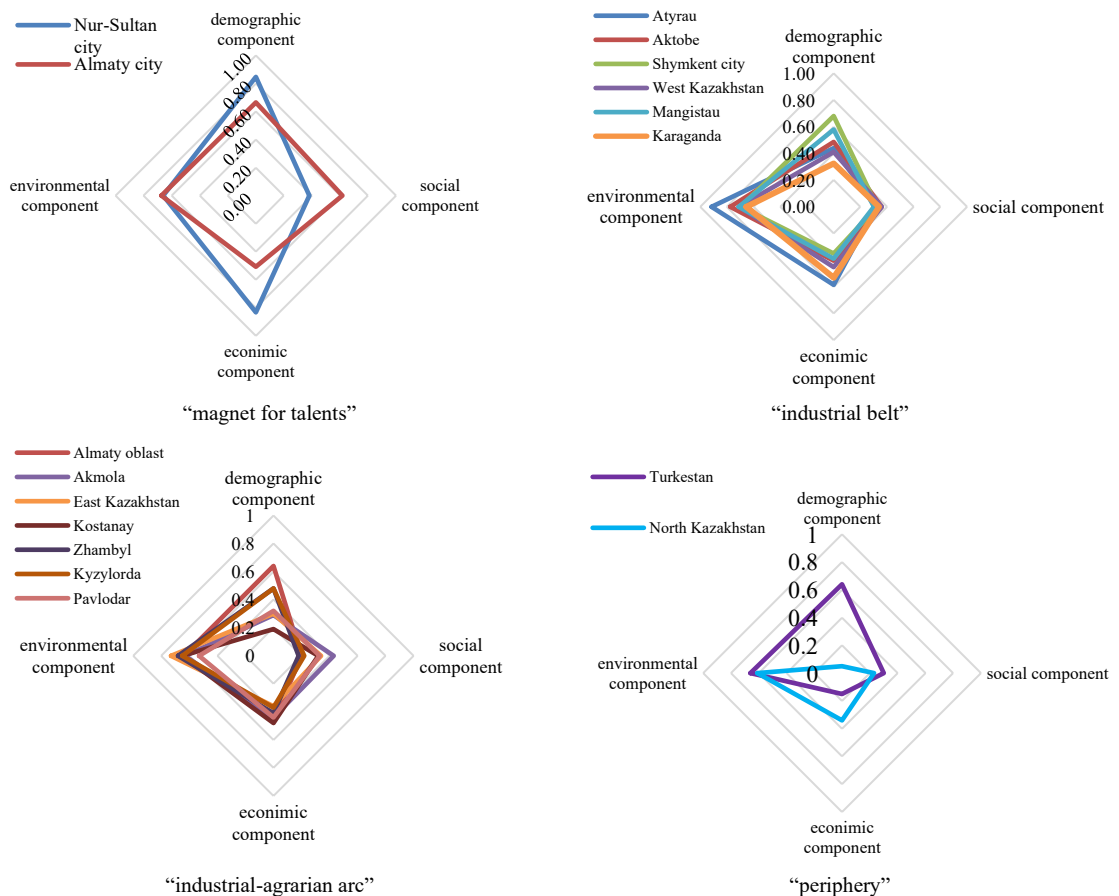 Nur-Sultan
city
Almaty city
demographic
component
1.00
0.80
0.60
0.40
0.20
0.00
environmental
component
social
component
econimic
component
“magnet for talents”
Atyrau
Aktobe
Shymkent city
West Kazakhstan
Mangistau
Karaganda
demographic
component
1.00
0.80
0.60
0.40
0.20
0.00
environmental
component
social component
econimic
component
“industrial belt”
Almaty oblast
Akmola
East Kazakhstan
Kostanay
Zhambyl
Kyzylorda
Pavlodar
demographic
component
1
0.8
0.6
0.4
0.2
0
environmental
component
social
component
econimic
component
“industrial-agrarian arc”
Turkestan
North Kazakhstan
demographic
component
1
0.8
0.6
0.4
0.2
0
environmental
component
social component
econimic
component
“periphery”